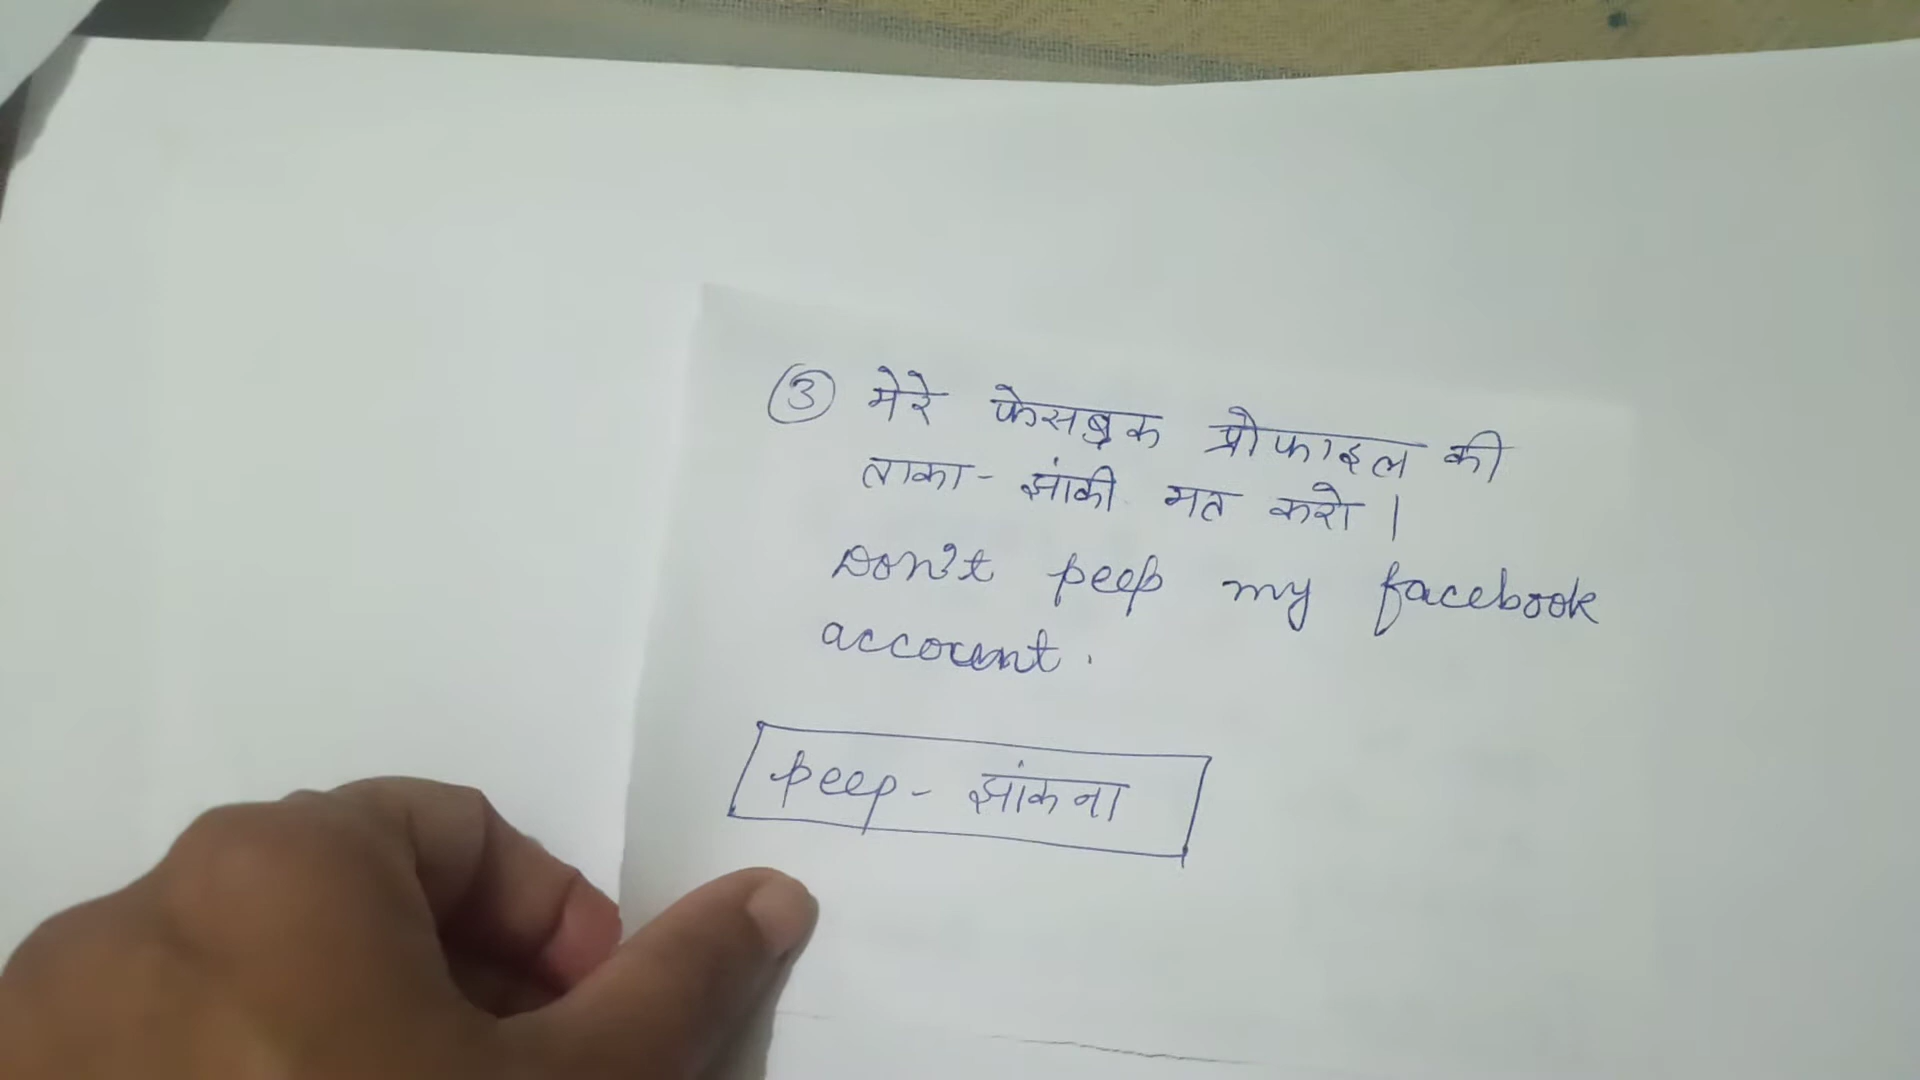 ③ मेरे फेसबुक प्रोफाइल की
ताका-झांकी मत करो।
Don't peep my facebook
account.
peep- झांकना